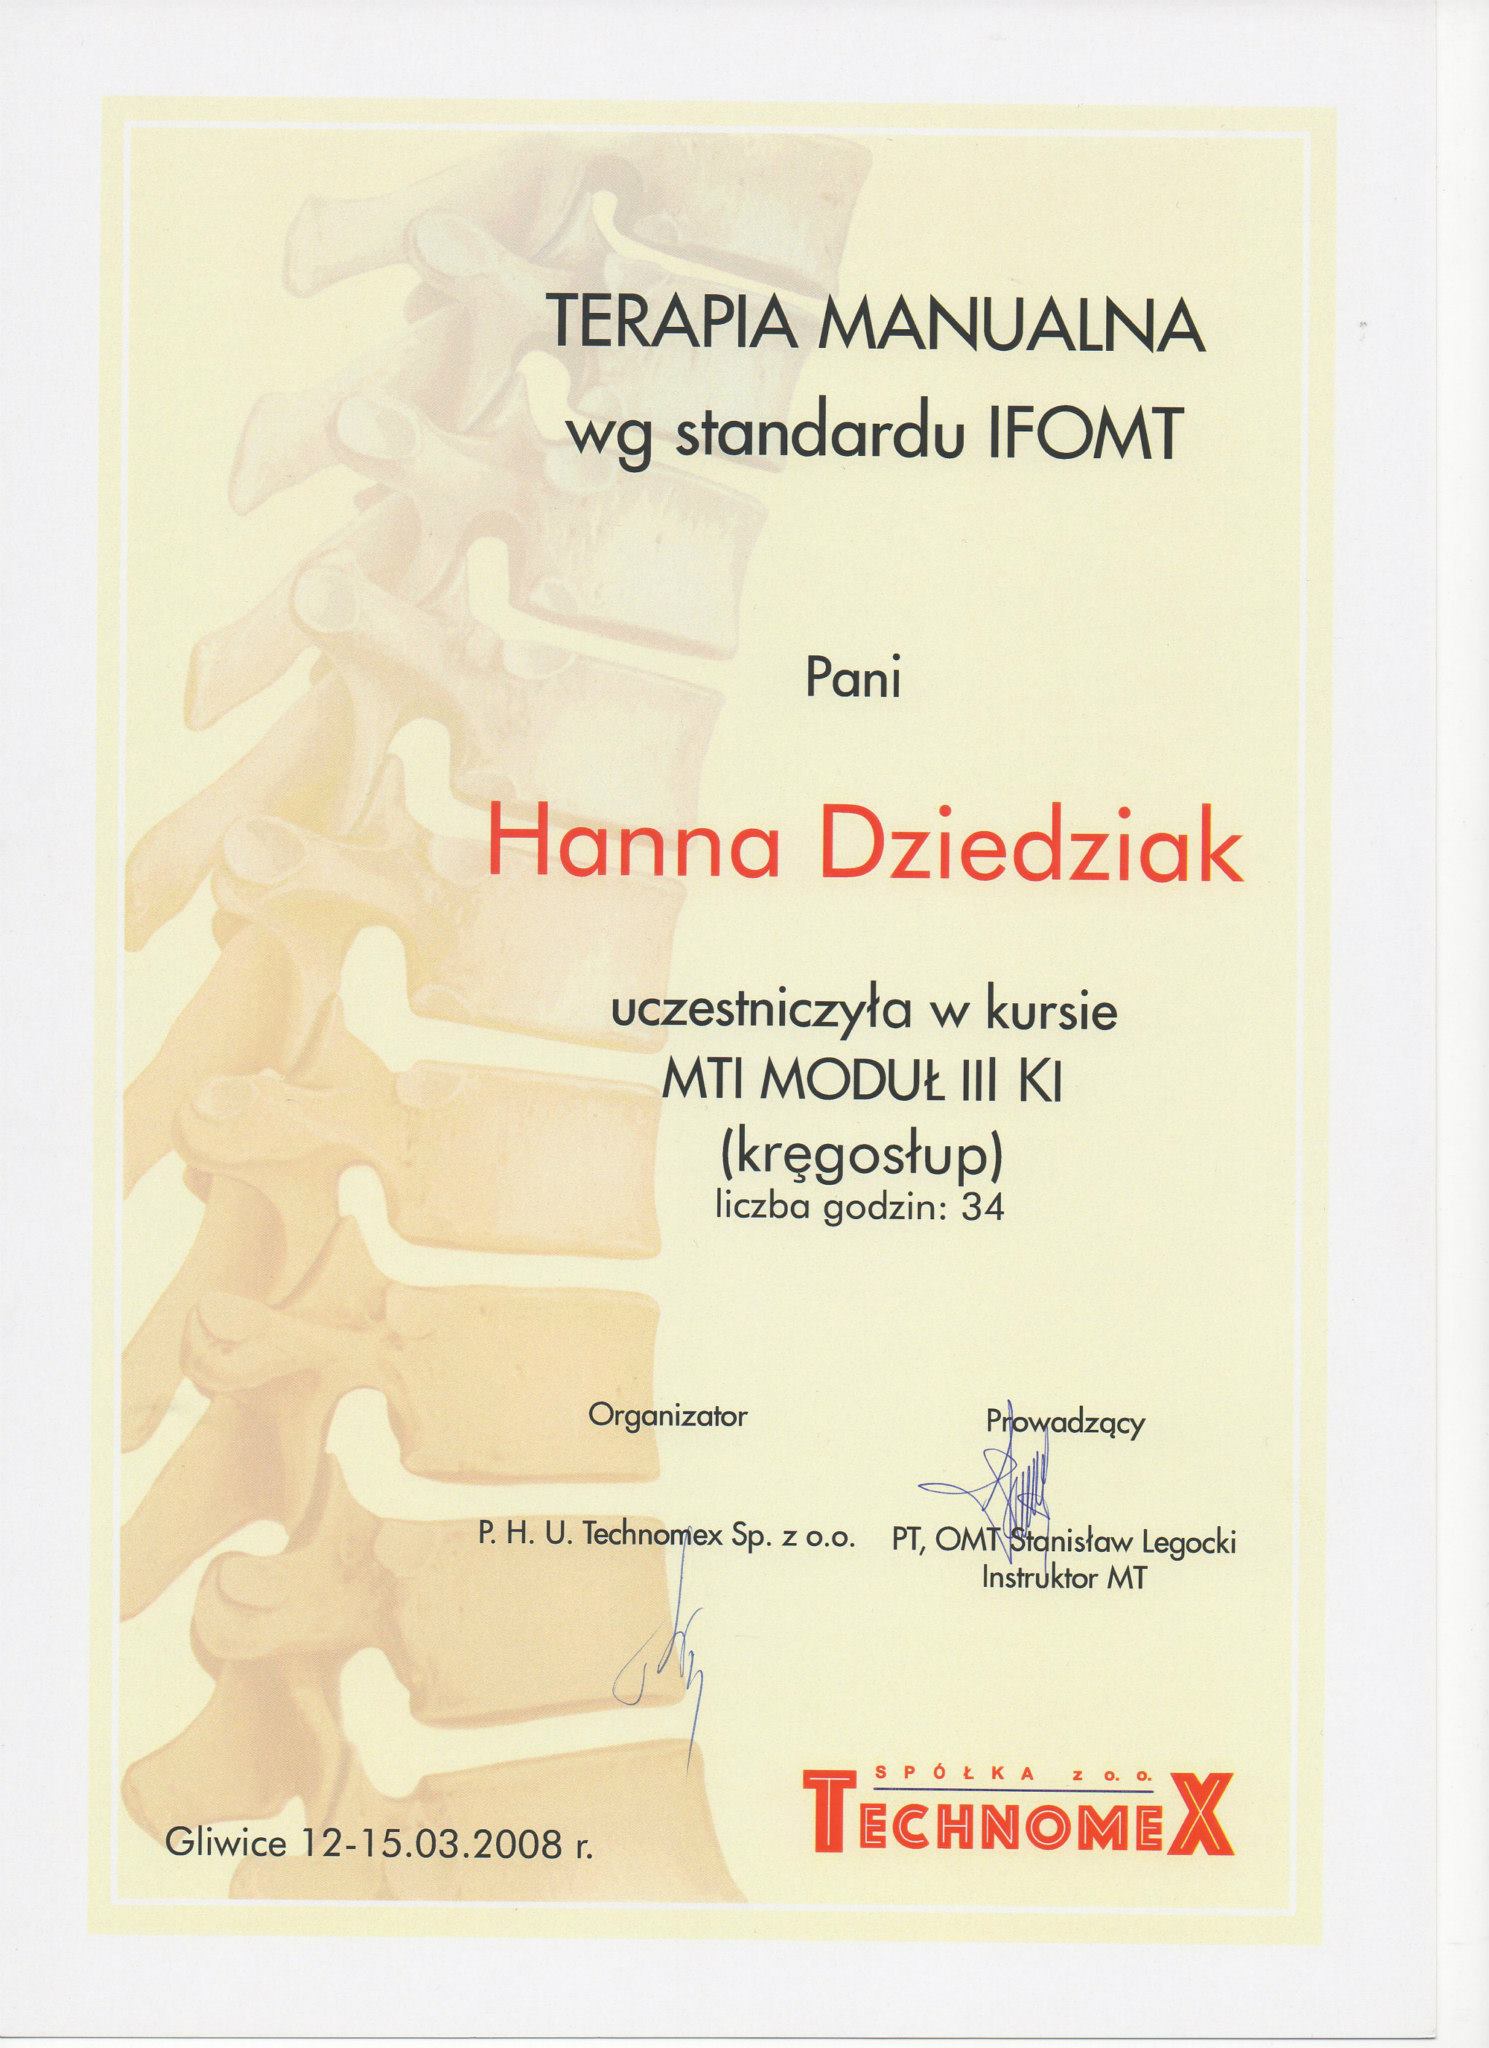 TERAPIA MANUALNA
wg standardu IFOMT
Pani
Hanna Dziedziak
uczestniczyła w kursie
MTI MODUŁ III KI
(kręgosłup)
liczba godzin: 34
Organizator
Prowadzący
P. H. U. Technomex Sp. z o.o.
PT, OMT Stanisław Legocki
Instruktor MT
SPÓŁKA z o. o.
TECHNOMEX
Gliwice 12-15.03.2008 r.